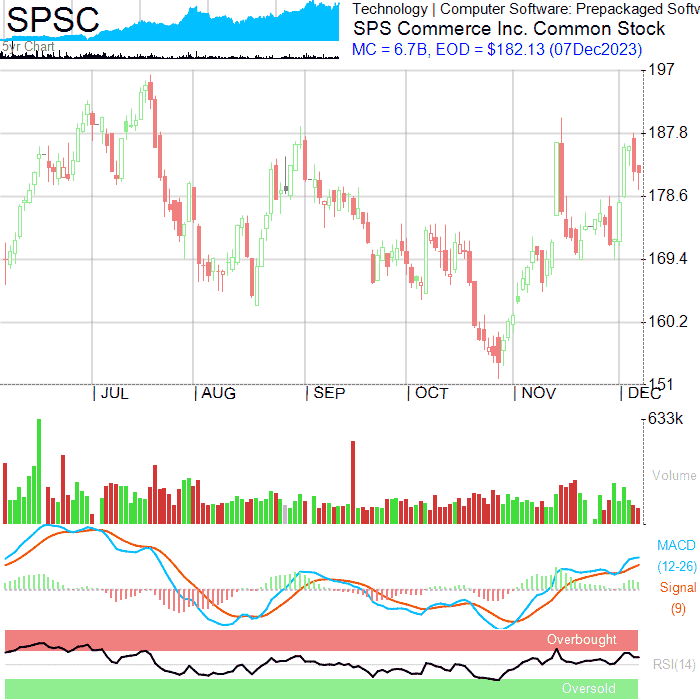 SPSC
5yr Chart
Technology | Computer Software: Prepackaged Softw
SPS Commerce Inc. Common Stock
MC = 6.7B, EOD = $182.13 (07Dec2023)
197
187.8
178.6
169.4
160.2
151
JUL AUG SEP OCT NOV DEC
633k
Volume
MACD
(12-26)
Signal
(9)
Overbought
RSI(14)
Oversold